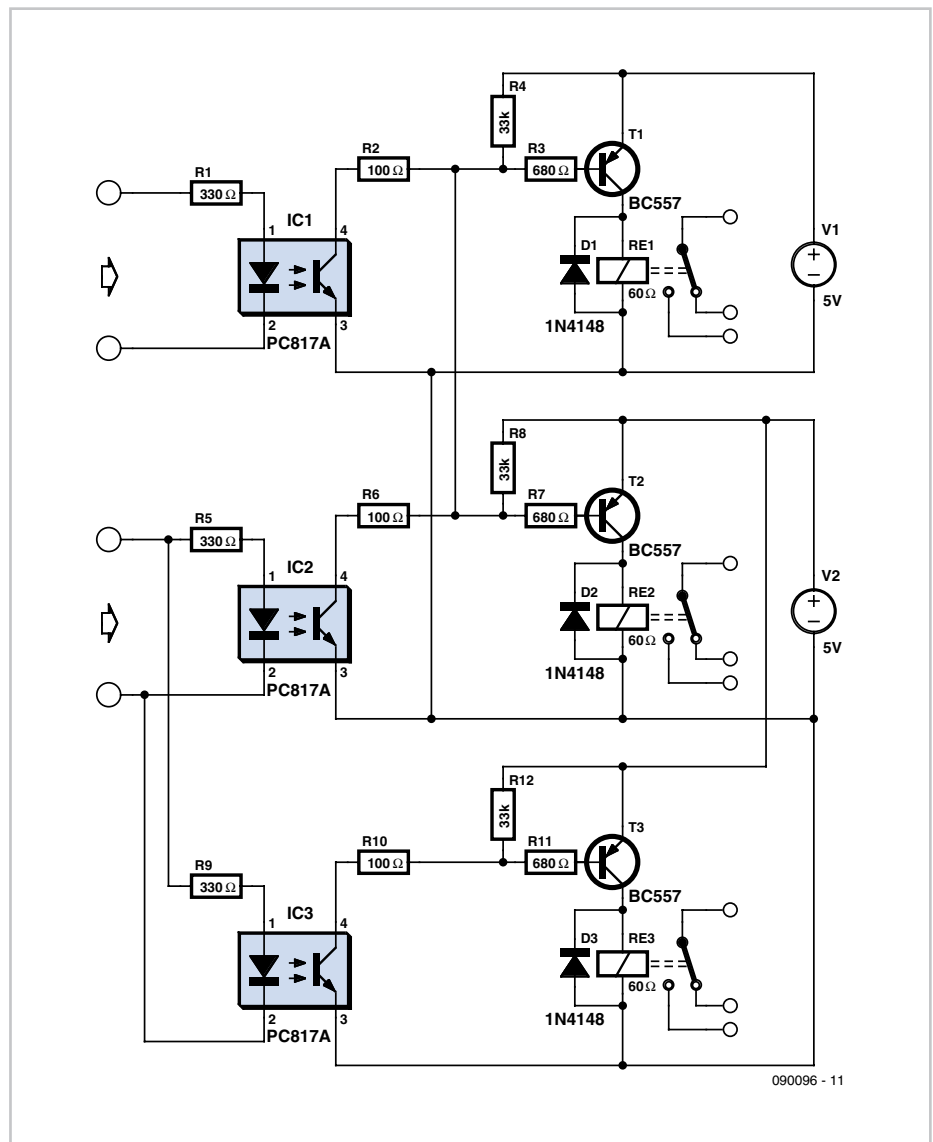 R4
33k
T1
R2
100 Ω
R3
680 Ω
R1
330 Ω
BC557
IC1
1
4
D1
RE1
V1
+
–
60Ω
5V
1N4148
2
3
PC817A
R8
33k
T2
R6
100 Ω
R7
680 Ω
R5
330 Ω
BC557
IC2
1
4
D2
RE2
V2
+
–
60Ω
5V
1N4148
2
3
PC817A
R12
33k
T3
R10
100 Ω
R11
680 Ω
R9
330 Ω
BC557
IC3
1
4
D3
RE3
60Ω
1N4148
2
3
PC817A
090096 - 11